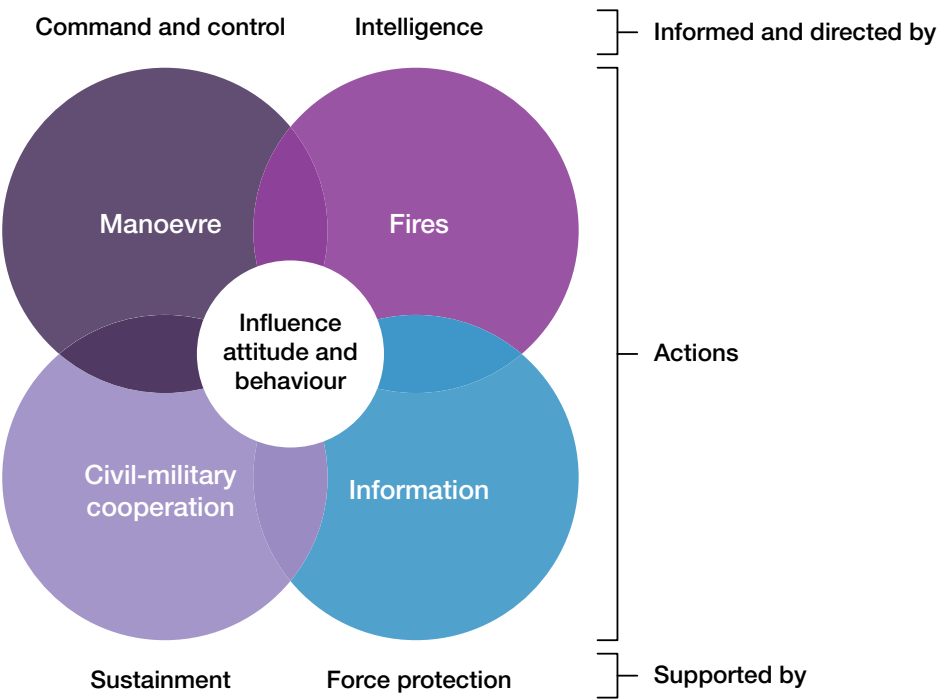 Command and control
Intelligence
Informed and directed by
Manoevre
Fires
Influence
attitude and
behaviour
Actions
Civil-military
cooperation
Information
Sustainment
Force protection
Supported by